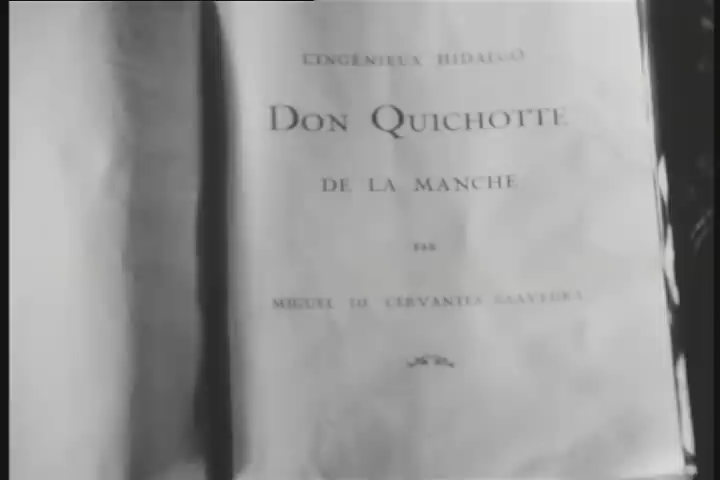 L'INGÉNIEUX HIDALGO
DON QUICHOTTE
DE LA MANCHE
PAR
MIGUEL DE CERVANTES SAAVEDRA